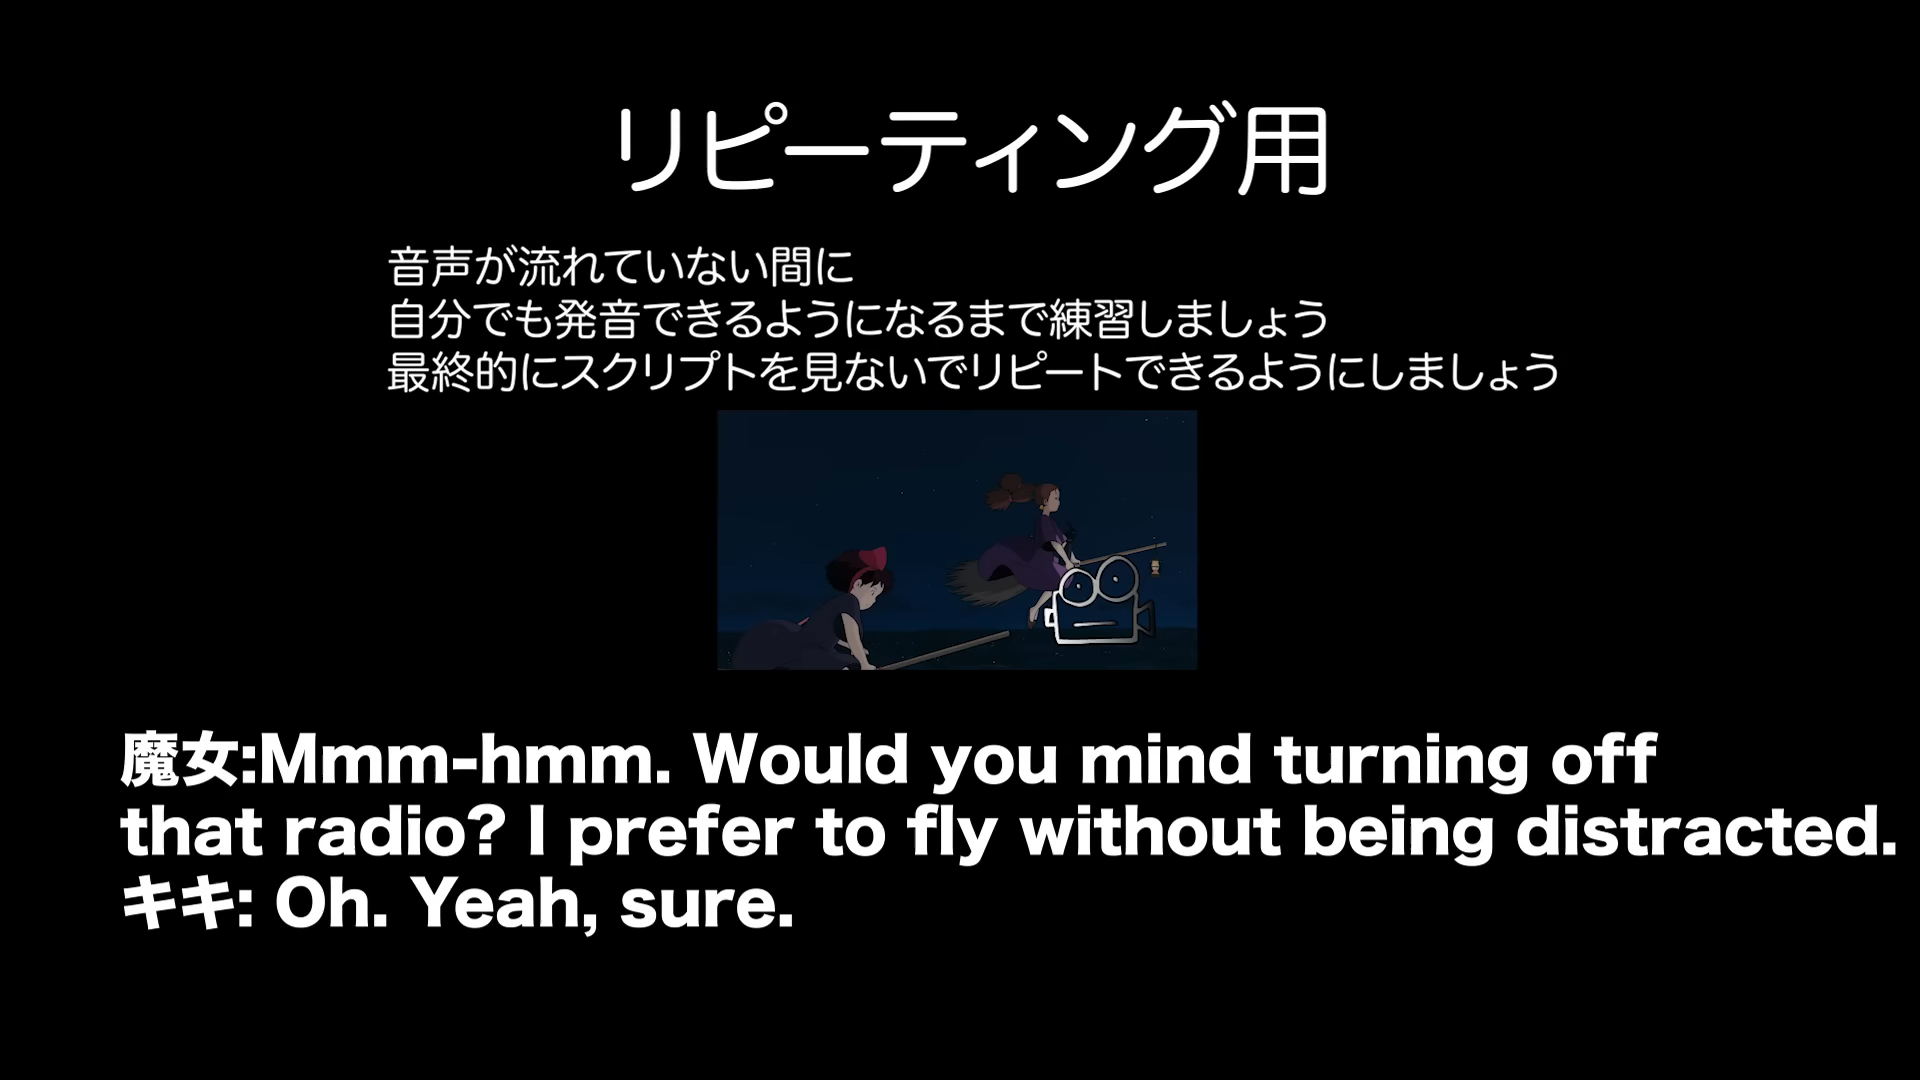 リピーティング用
音声が流れていない間に
自分でも発音できるようになるまで練習しましょう
最終的にスクリプトを見ないでリピートできるようにしましょう
魔女:Mmm-hmm. Would you mind turning off
that radio? I prefer to fly without being distracted.
キキ: Oh. Yeah, sure.